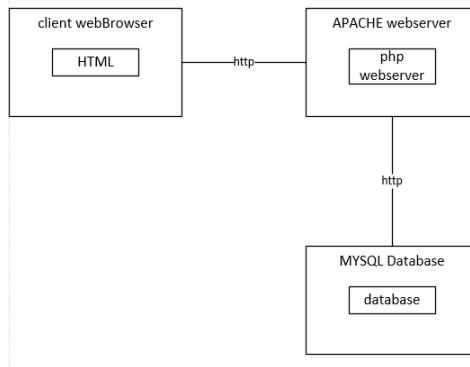 client webBrowser
HTML
http
APACHE webserver
php
webserver
http
MYSQL Database
database